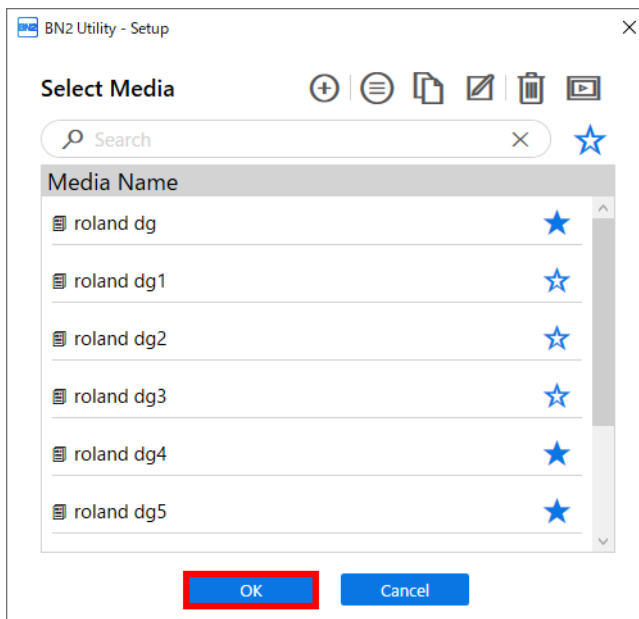 BN2 BN2 Utility - Setup
Select Media
Search
Media Name
roland dg
roland dg1
roland dg2
roland dg3
roland dg4
roland dg5
OK Cancel